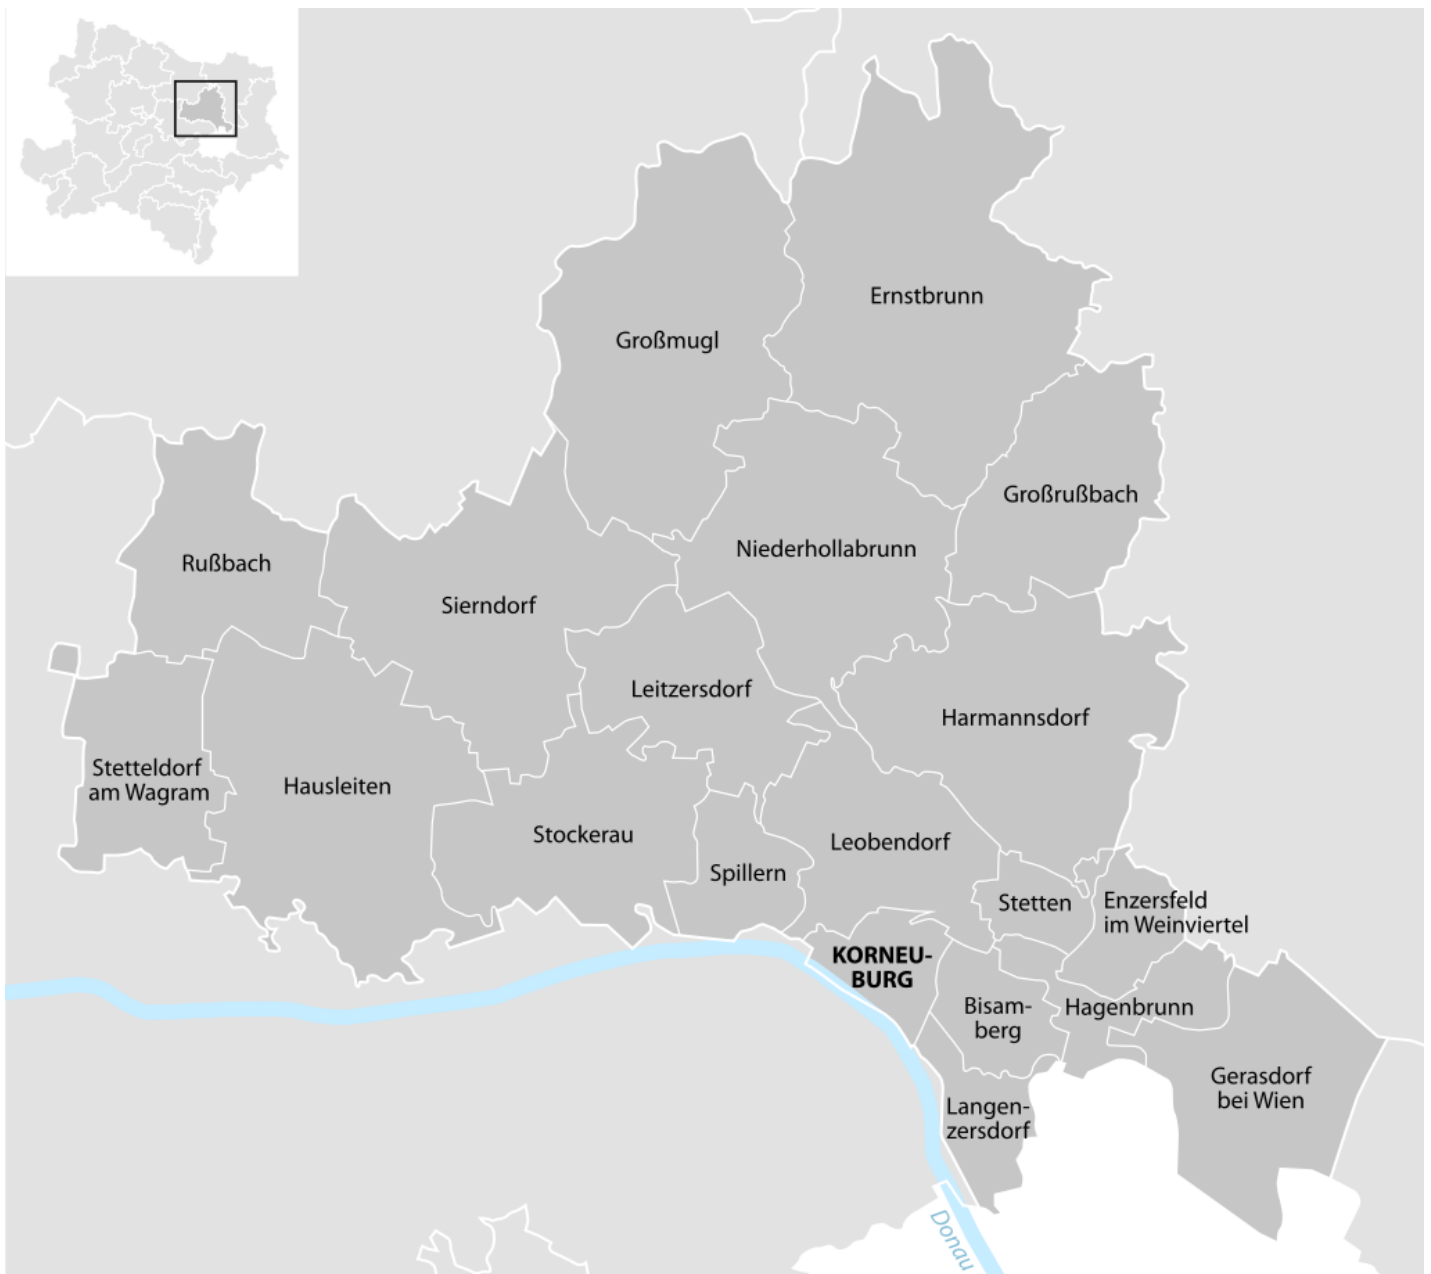 Ernstbrunn
Großmugl
Großrußbach
Niederhollabrunn
Rußbach
Sierndorf
Leitzersdorf
Harmannsdorf
Stetteldorf
am Wagram
Hausleiten
Stockerau
Leobendorf
Spillern
Stetten
Enzersfeld
im Weinviertel
KORNEU-
BURG
Bisam-
berg
Hagenbrunn
Gerasdorf
bei Wien
Langen-
zersdorf
Donau